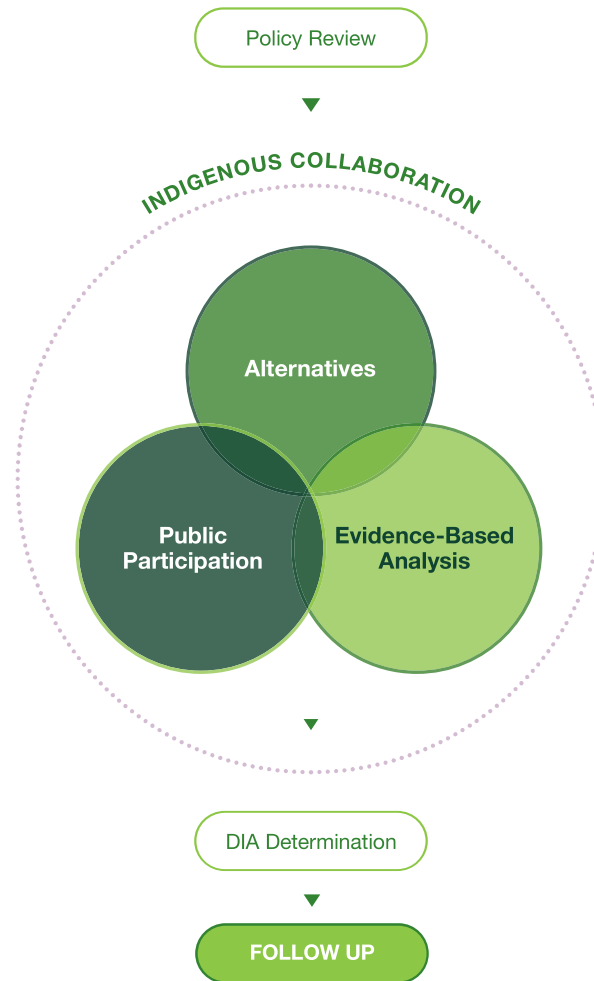 Policy Review
INDIGENOUS COLLABORATION
Alternatives
Public
Participation
Evidence-Based
Analysis
DIA Determination
FOLLOW UP